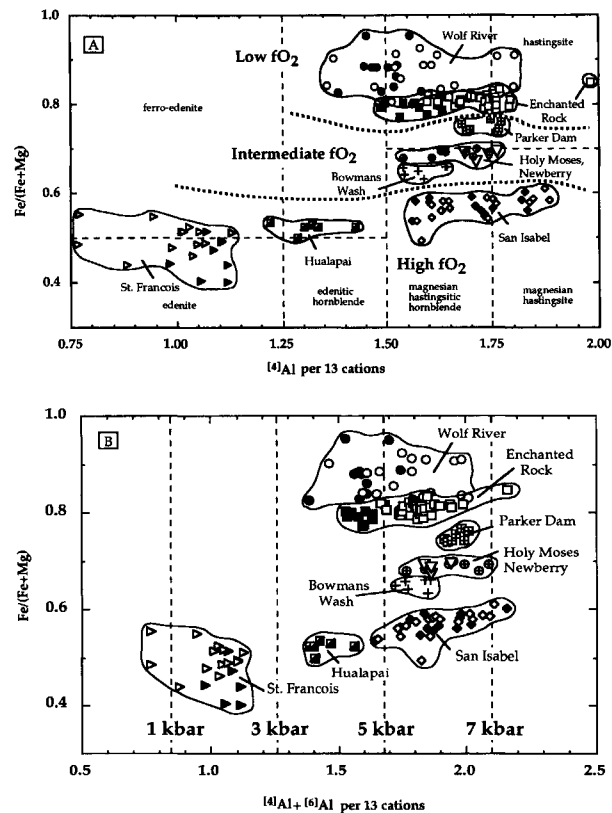 1.0
A
Low fO2
Wolf River
hastingsite
0.8
ferro-edenite
Enchanted
Rock
Parker Dam
Intermediate fO2
Holy Moses,
Newberry
Bowmans
Wash
0.6
Fe/(Fe+Mg)
San Isabel
Hualapai
High fO2
St. Francois
0.4
edenite
edenitic
hornblende
magnesian
hastingsitic
hornblende
magnesian
hastingsite
0.75 1.00 1.25 1.50 1.75 2.00
[4]Al per 13 cations
1.0
B
Wolf River
Enchanted
Rock
0.8
Parker Dam
Holy Moses
Newberry
Bowmans
Wash
Fe/(Fe+Mg)
0.6
San Isabel
Hualapai
St. Francois
0.4
1 kbar 3 kbar 5 kbar 7 kbar
0.5 1.0 1.5 2.0 2.5
[4]Al+ [6]Al per 13 cations